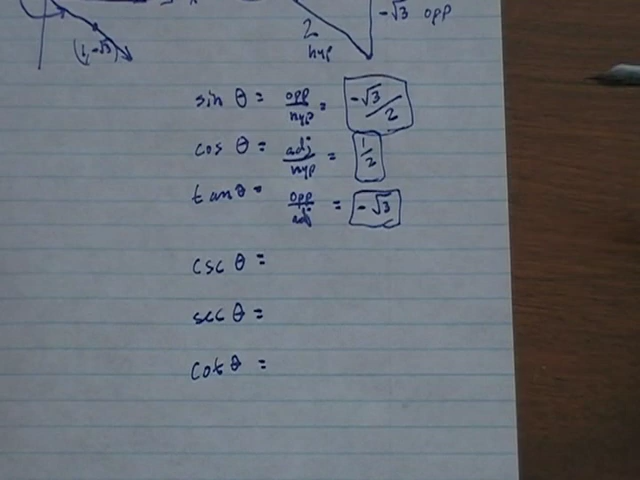 2 -√3 opp
(1,-√3) hyp
sin θ = opp/hyp = -√3/2
cos θ = adj/hyp = 1/2
tan θ = opp/adj = -√3
csc θ =
sec θ =
cot θ =